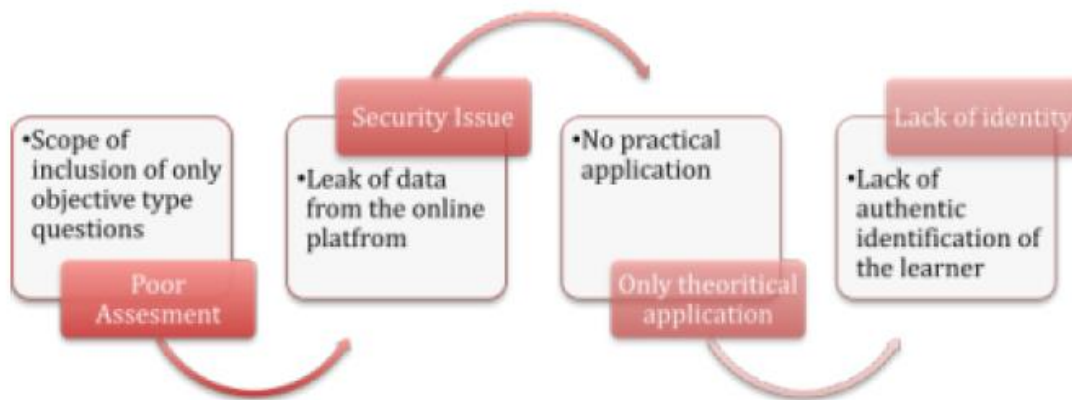 •Scope of
inclusion of only
objective type
questions
Poor
Assesment
Security Issue
•Leak of data
from the online
platfrom
•No practical
application
Only theoritical
application
Lack of identity
•Lack of
authentic
identification of
the learner